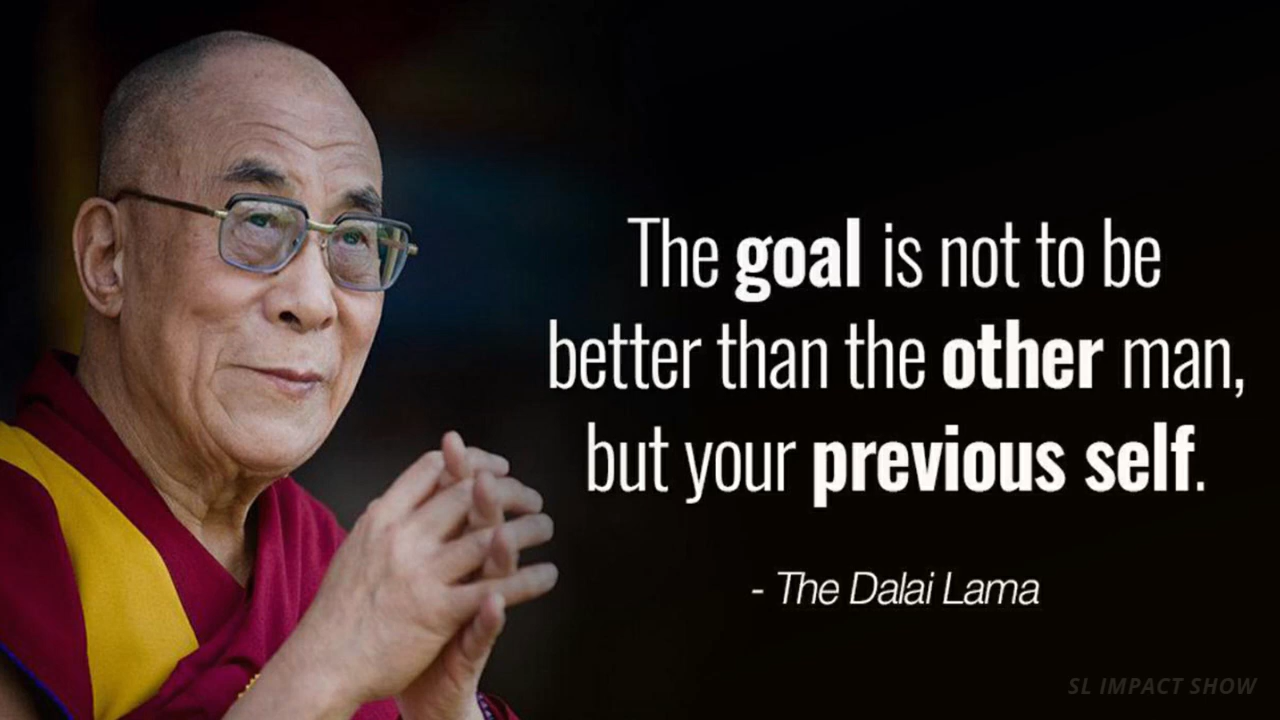 The goal is not to be
better than the other man,
but your previous self.
- The Dalai Lama
SL IMPACT SHOW